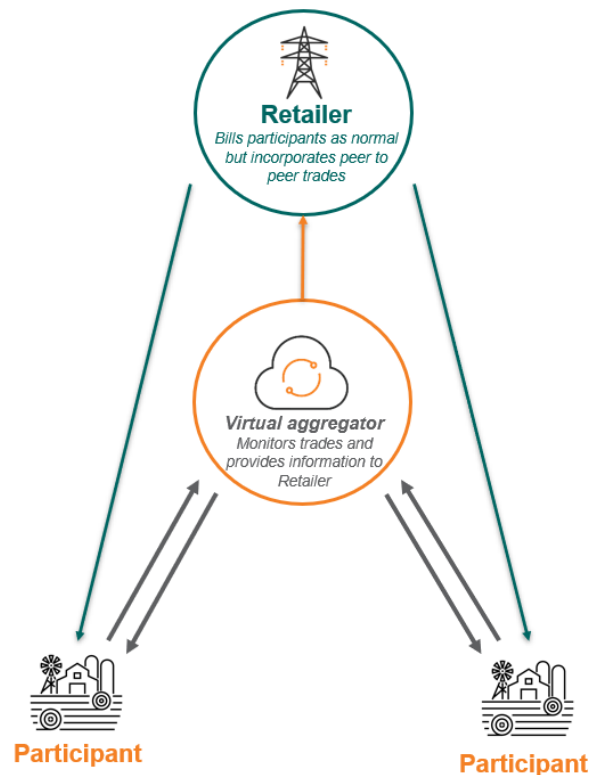 Retailer
Bills participants as normal
but incorporates peer to
peer trades
Virtual aggregator
Monitors trades and
provides information to
Retailer
Participant
Participant